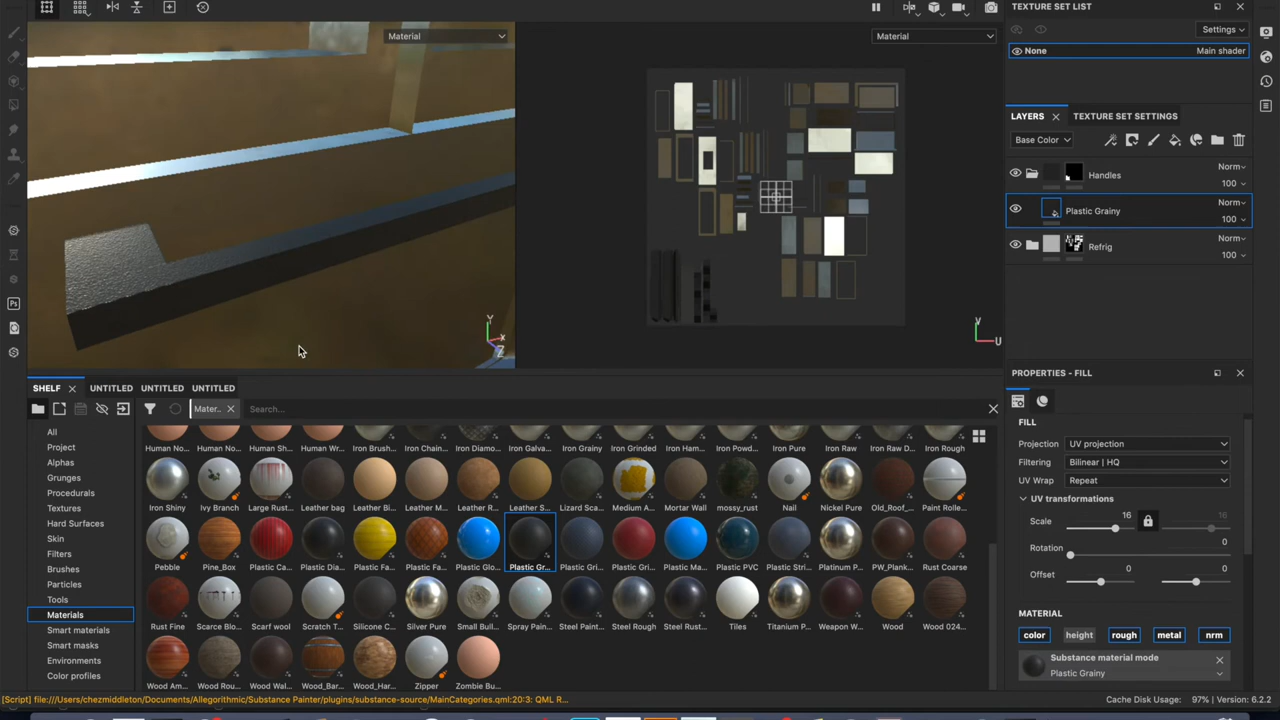 TEXTURE SET LIST
Material
Material
Settings
None
Main shader
LAYERS
TEXTURE SET SETTINGS
Base Color
Handles
Norm
100
Plastic Grainy
Norm
100
Refrig
Norm
100
Y
X
Z
V
U
PROPERTIES - FILL
SHELF
UNTITLED
UNTITLED
UNTITLED
Mater..
Search...
All
Project
Alphas
Grunges
Procedurals
Textures
Hard Surfaces
Skin
Filters
Brushes
Particles
Tools
Materials
Smart materials
Smart masks
Environments
Color profiles
Human No...
Human No...
Human Sh...
Human Wr...
Iron Brush...
Iron Chain...
Iron Diamo...
Iron Galva...
Iron Grainy
Iron Grinded
Iron Ham...
Iron Powd...
Iron Pure
Iron Raw
Iron Raw D...
Iron Rough
Iron Shiny
Ivy Branch
Large Rust...
Leather bag
Leather Bi...
Leather M...
Leather R...
Leather S...
Lizard Sca...
Medium A...
Mortar Wall
mossy_rust
Nail
Nickel Pure
Old_Roof_...
Paint Rolle...
Pebble
Pine_Box
Plastic Ca...
Plastic Dia...
Plastic Fa...
Plastic Fa...
Plastic Glo...
Plastic Gr...
Plastic Gri...
Plastic Gri...
Plastic Ma...
Plastic PVC
Plastic Stri...
Platinum P...
PW_Plank...
Rust Coarse
Rust Fine
Scarce Blo...
Scarf wool
Scratch T...
Silicone C...
Silver Pure
Small Bull...
Spray Pain...
Steel Paint...
Steel Rough
Steel Rust...
Tiles
Titanium P...
Weapon W...
Wood
Wood 024...
Wood Am...
Wood Rou...
Wood Wal...
Wood_Bar...
Wood_Har...
Zipper
Zombie Bu...
FILL
Projection
UV projection
Filtering
Bilinear | HQ
UV Wrap
Repeat
UV transformations
Scale
16
16
Rotation
0
Offset
0
0
MATERIAL
color
height
rough
metal
nrm
Substance material mode
Plastic Grainy
Ps
[Script] file:///Users/chezmiddleton/Documents/Allegorithmic/Substance Painter/plugins/substance-source/MainCategories.qml:20:3: QML R...
Cache Disk Usage: 97% | Version: 6.2.2